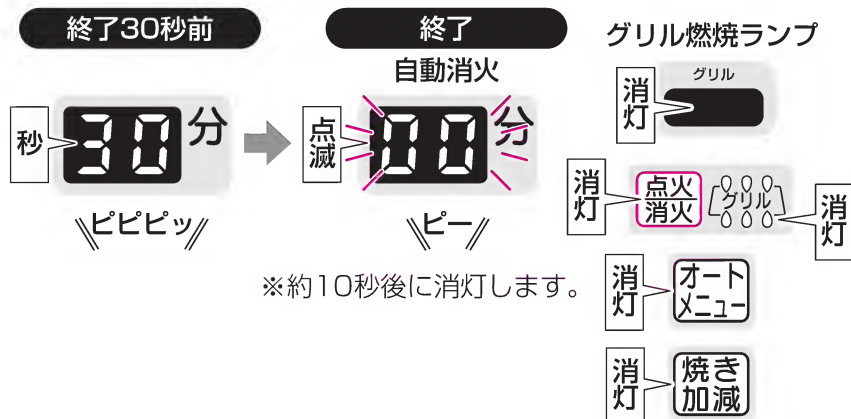 終了30秒前
秒
30
分
ピピピッ
終了
自動消火
点滅
00
分
ピー
※約10秒後に消灯します。
グリル燃焼ランプ
消灯
グリル
消灯
点火
消火
グリル
消灯
消灯
オート
メニュー
消灯
焼き
加減